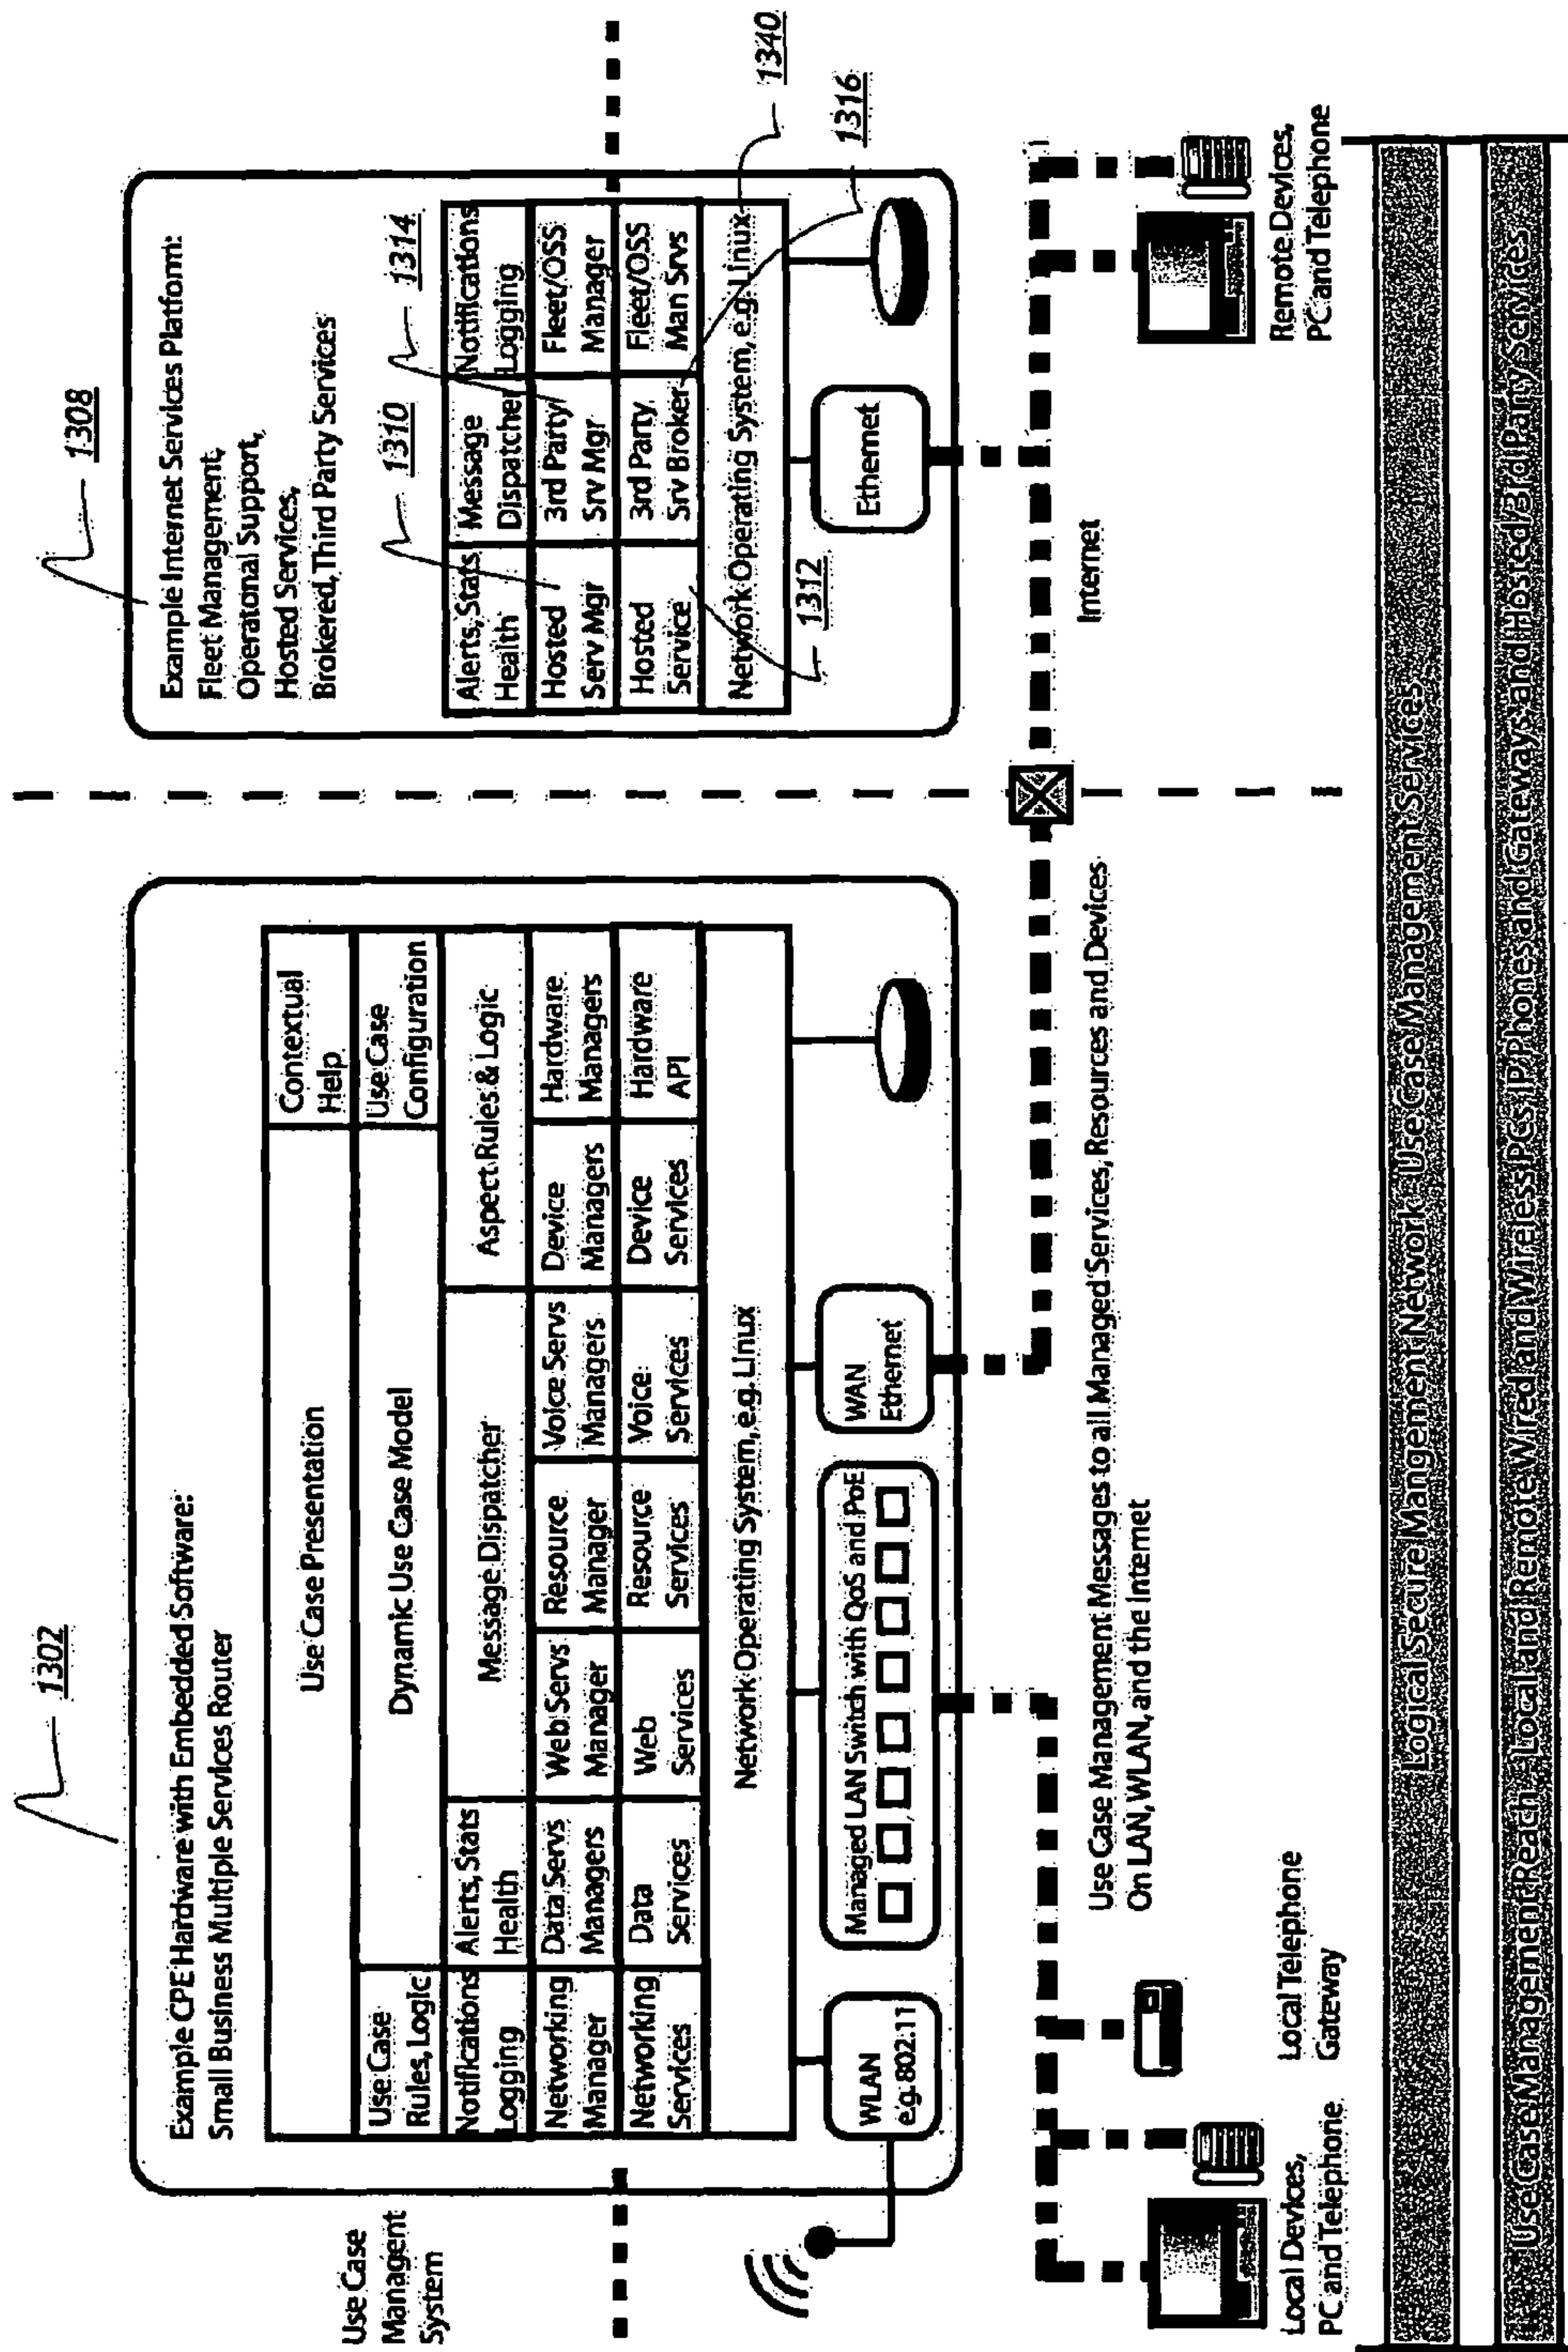 1302
Example CPE Hardware with Embedded Software:
Small Business Multiple Services Router
Use Case
Managent
System
Use Case Presentation
Contextual
Help
Use Case
Rules, Logic
Dynamic Use Case Model
Use Case
Configuration
Notifications
Logging
Alerts, Stats
Health
Message Dispatcher
Aspect Rules & Logic
Networking
Manager
Data Servs
Managers
Web Servs
Manager
Resource
Manager
Voice Servs
Managers
Device
Managers
Hardware
Managers
Networking
Services
Data
Services
Web
Services
Resource
Services
Voice
Services
Device
Services
Hardware
API
Network Operating System, e.g. Linux
WLAN
e.g. 802.11
Managed LAN Switch with QoS and PoE
WAN
Ethernet
1308
Example Internet Services Platform:
Fleet Management,
Operatonal Support,
Hosted Services,
Brokered, Third Party Services
1310
1314
Alerts, Stats
Health
Message
Dispatcher
Notifications
Logging
Hosted
Serv Mgr
3rd Party
Srv Mgr
Fleet/OSS
Manager
Hosted
Service
3rd Party
Srv Broker
Fleet/OSS
Man Srvs
Network Operating System, e.g. Linux
1340
1312
1316
Ethernet
Use Case Management Messages to all Managed Services, Resources and Devices
On LAN, WLAN, and the Internet
Internet
Local Devices,
PC and Telephone
Local Telephone
Gateway
Remote Devices,
PC and Telephone
Logical Secure Mangement Network - Use Case Management Services
Use Case Management Reach - Local and Remote Wired and Wireless PCs, IP Phones and Gateways, and Hosted/3rd Party Services